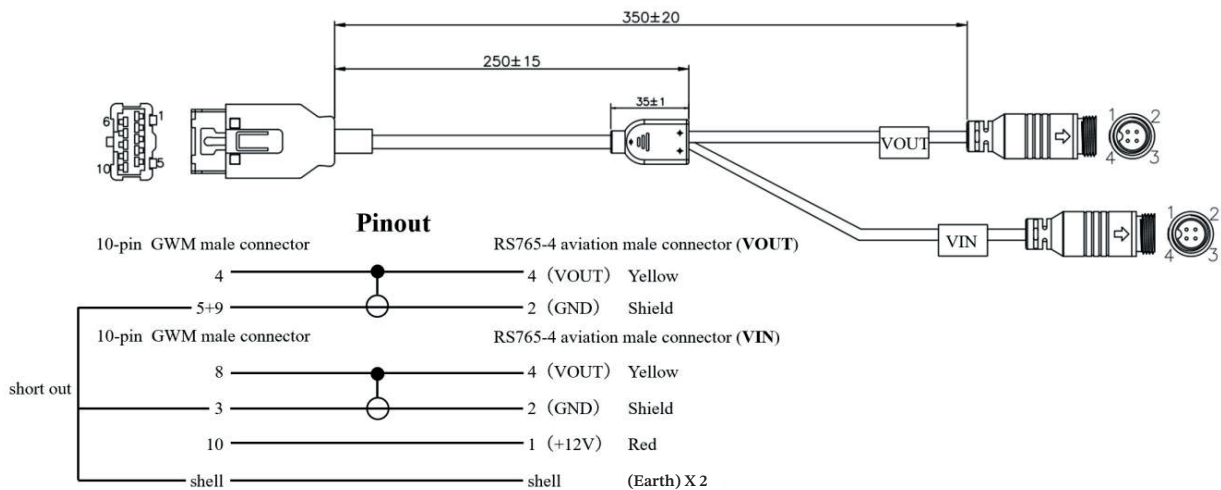 350±20
250±15
35±1
6 1
10 5
VOUT
1 2
4 3
VIN
1 2
4 3
Pinout
10-pin GWM male connector RS765-4 aviation male connector (VOUT)
4 4 (VOUT) Yellow
5+9 2 (GND) Shield
10-pin GWM male connector RS765-4 aviation male connector (VIN)
8 4 (VOUT) Yellow
short out
3 2 (GND) Shield
10 1 (+12V) Red
shell shell (Earth) X 2